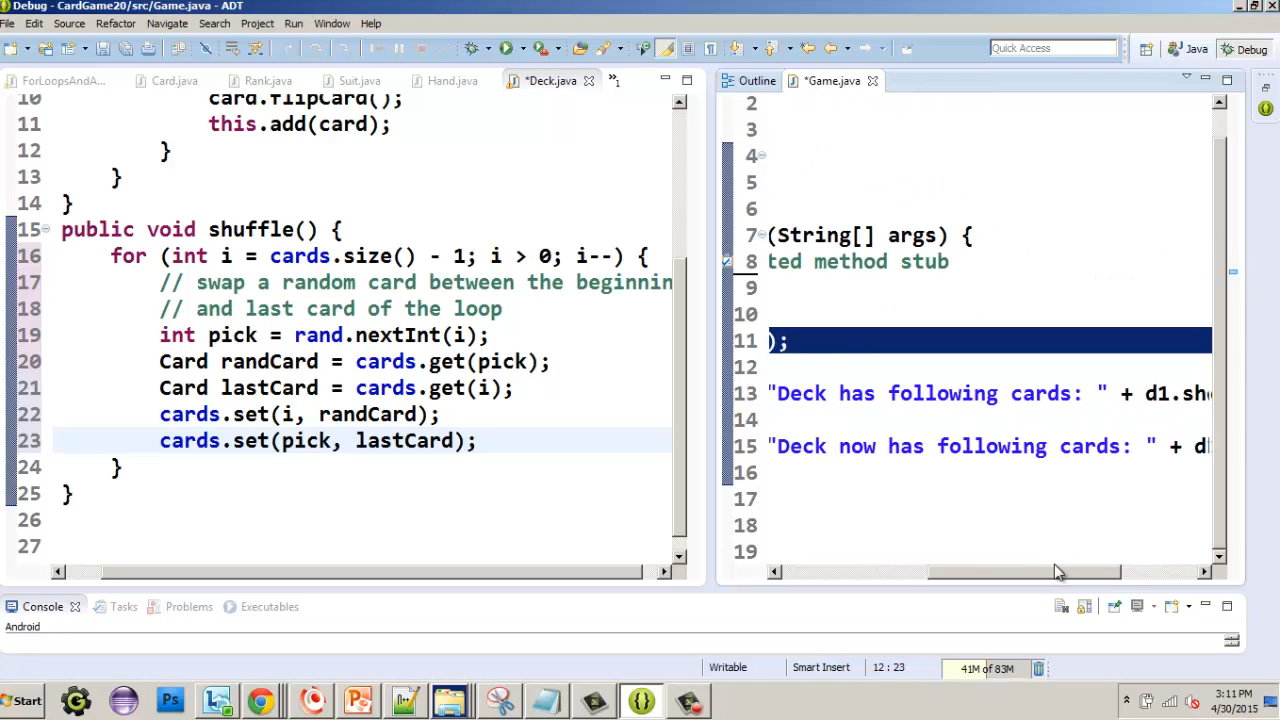 Debug - CardGame20/src/Game.java - ADT
File Edit Source Refactor Navigate Search Project Run Window Help
Quick Access Java Debug
ForLoopsAndA... Card.java Rank.java Suit.java Hand.java *Deck.java »1 Outline *Game.java
10 card.flipCard();
11 this.add(card);
12 }
13 }
14 }
15 public void shuffle() {
16 for (int i = cards.size() - 1; i > 0; i--) {
17 // swap a random card between the beginnin
18 // and last card of the loop
19 int pick = rand.nextInt(i);
20 Card randCard = cards.get(pick);
21 Card lastCard = cards.get(i);
22 cards.set(i, randCard);
23 cards.set(pick, lastCard);
24 }
25 }
26
27
2
3
4
5
6
7 (String[] args) {
8 ted method stub
9
10
11 );
12
13 "Deck has following cards: " + d1.sho
14
15 "Deck now has following cards: " + d
16
17
18
19
Console Tasks Problems Executables
Android
Writable Smart Insert 12 : 23 41M of 83M
Start Ps 3:11 PM
4/30/2015